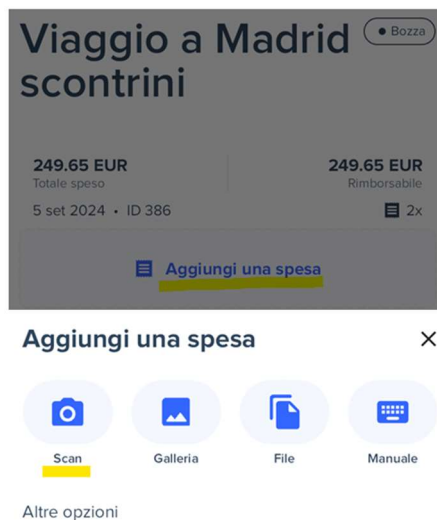 Viaggio a Madrid
Bozza
scontrini
249.65 EUR
249.65 EUR
Totale speso
Rimborsabile
5 set 2024 • ID 386
2x
Aggiungi una spesa
Aggiungi una spesa
Scan
Galleria
File
Manuale
Altre opzioni